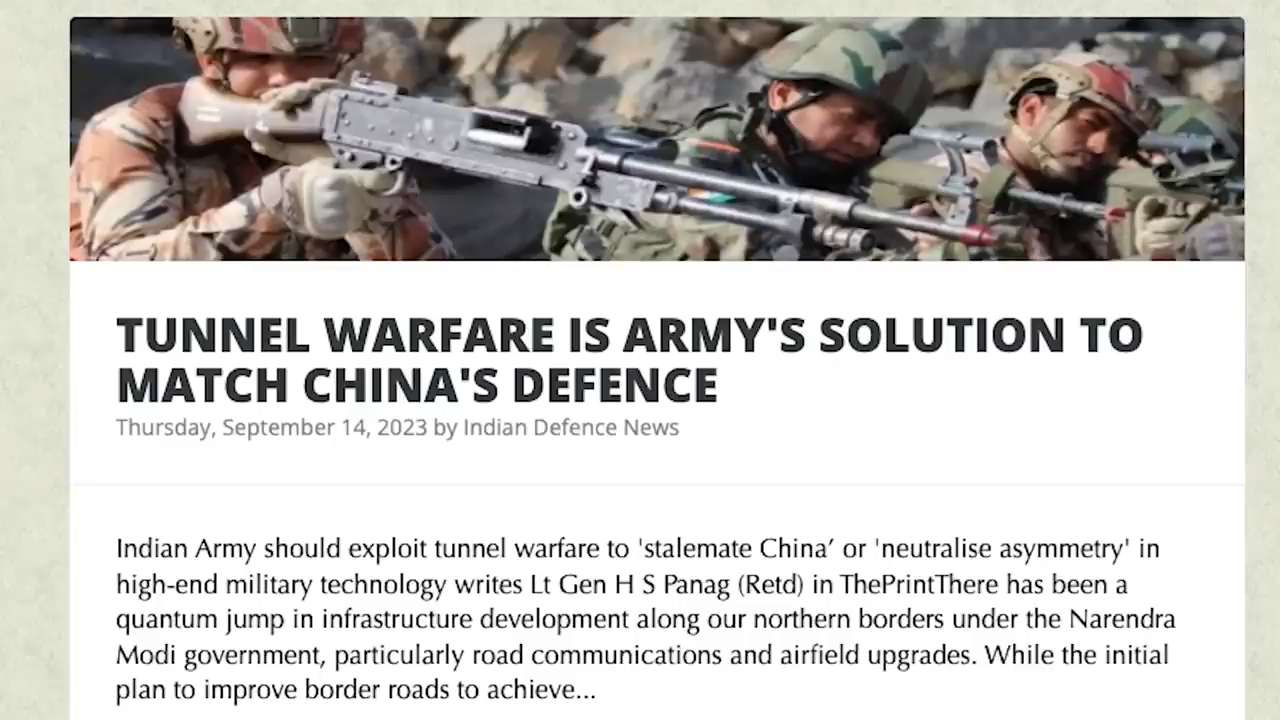 TUNNEL WARFARE IS ARMY'S SOLUTION TO
MATCH CHINA'S DEFENCE
Thursday, September 14, 2023 by Indian Defence News
Indian Army should exploit tunnel warfare to 'stalemate China’ or 'neutralise asymmetry' in
high-end military technology writes Lt Gen H S Panag (Retd) in ThePrintThere has been a
quantum jump in infrastructure development along our northern borders under the Narendra
Modi government, particularly road communications and airfield upgrades. While the initial
plan to improve border roads to achieve...